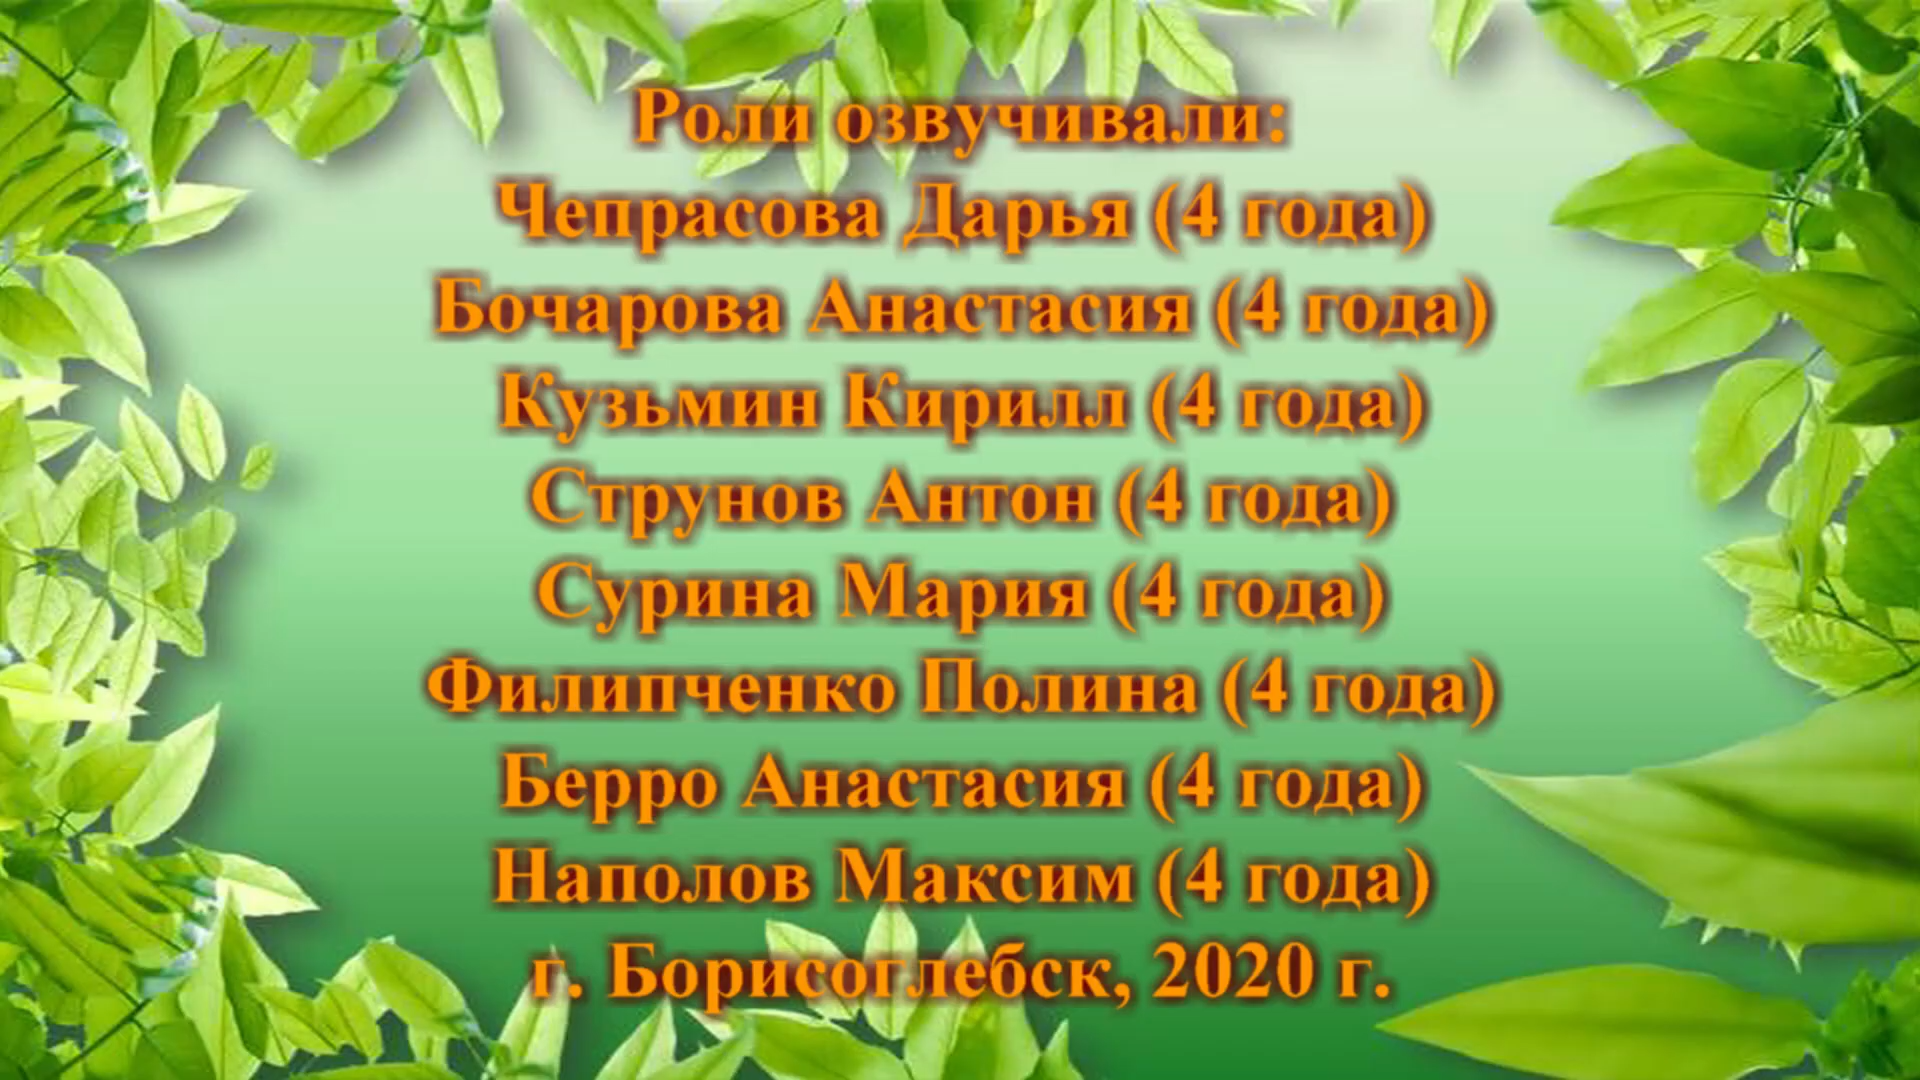 Роли озвучивали:
Чепрасова Дарья (4 года)
Бочарова Анастасия (4 года)
Кузьмин Кирилл (4 года)
Струнов Антон (4 года)
Сурина Мария (4 года)
Филипченко Полина (4 года)
Берро Анастасия (4 года)
Наполов Максим (4 года)
г. Борисоглебск, 2020 г.